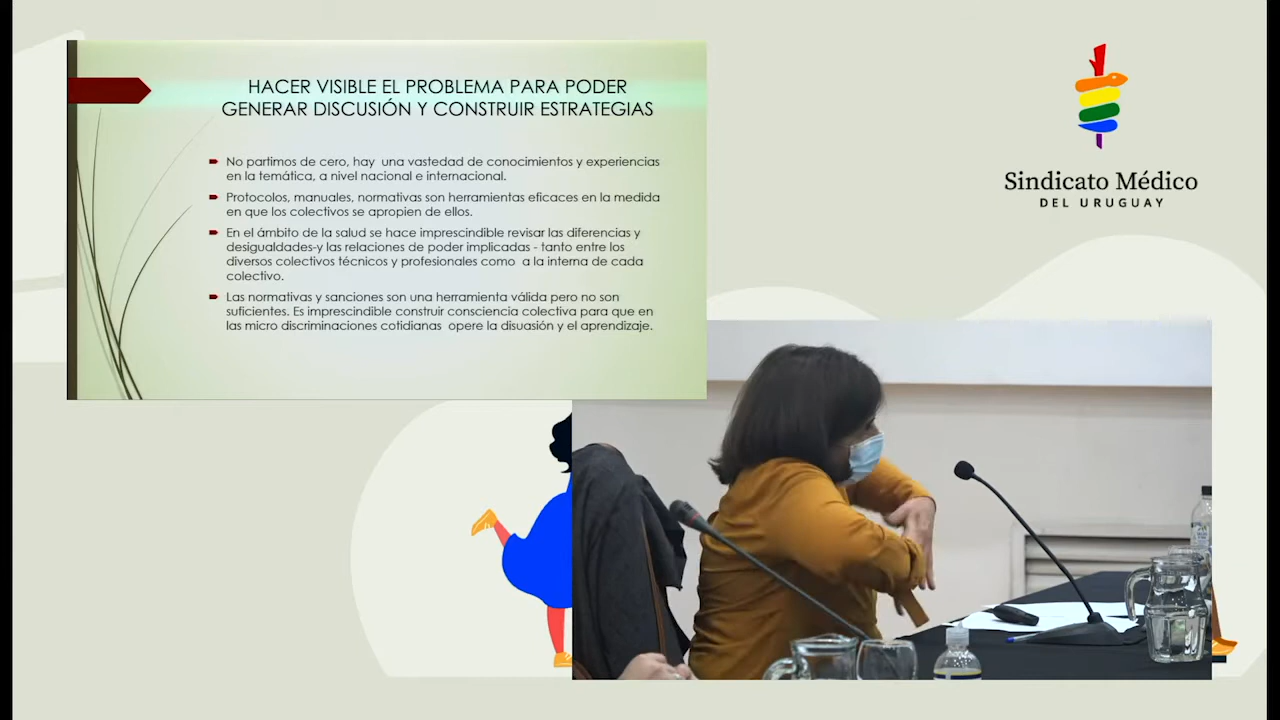 HACER VISIBLE EL PROBLEMA PARA PODER
GENERAR DISCUSIÓN Y CONSTRUIR ESTRATEGIAS
No partimos de cero, hay una vastedad de conocimientos y experiencias
en la temática, a nivel nacional e internacional.
Protocolos, manuales, normativas son herramientas eficaces en la medida
en que los colectivos se apropien de ellos.
En el ámbito de la salud se hace imprescindible revisar las diferencias y
desigualdades-y las relaciones de poder implicadas - tanto entre los
diversos colectivos técnicos y profesionales como a la interna de cada
colectivo.
Las normativas y sanciones son una herramienta válida pero no son
suficientes. Es imprescindible construir consciencia colectiva para que en
las micro discriminaciones cotidianas opere la disuasión y el aprendizaje.
Sindicato Médico
DEL URUGUAY